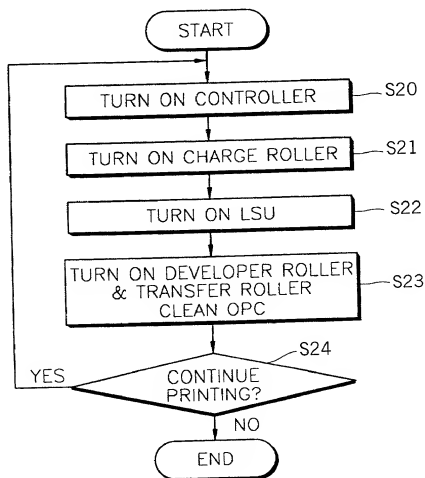 START
TURN ON CONTROLLER
S20
TURN ON CHARGE ROLLER
S21
TURN ON LSU
S22
TURN ON DEVELOPER ROLLER
& TRANSFER ROLLER
CLEAN OPC
S23
S24
YES
CONTINUE
PRINTING?
NO
END